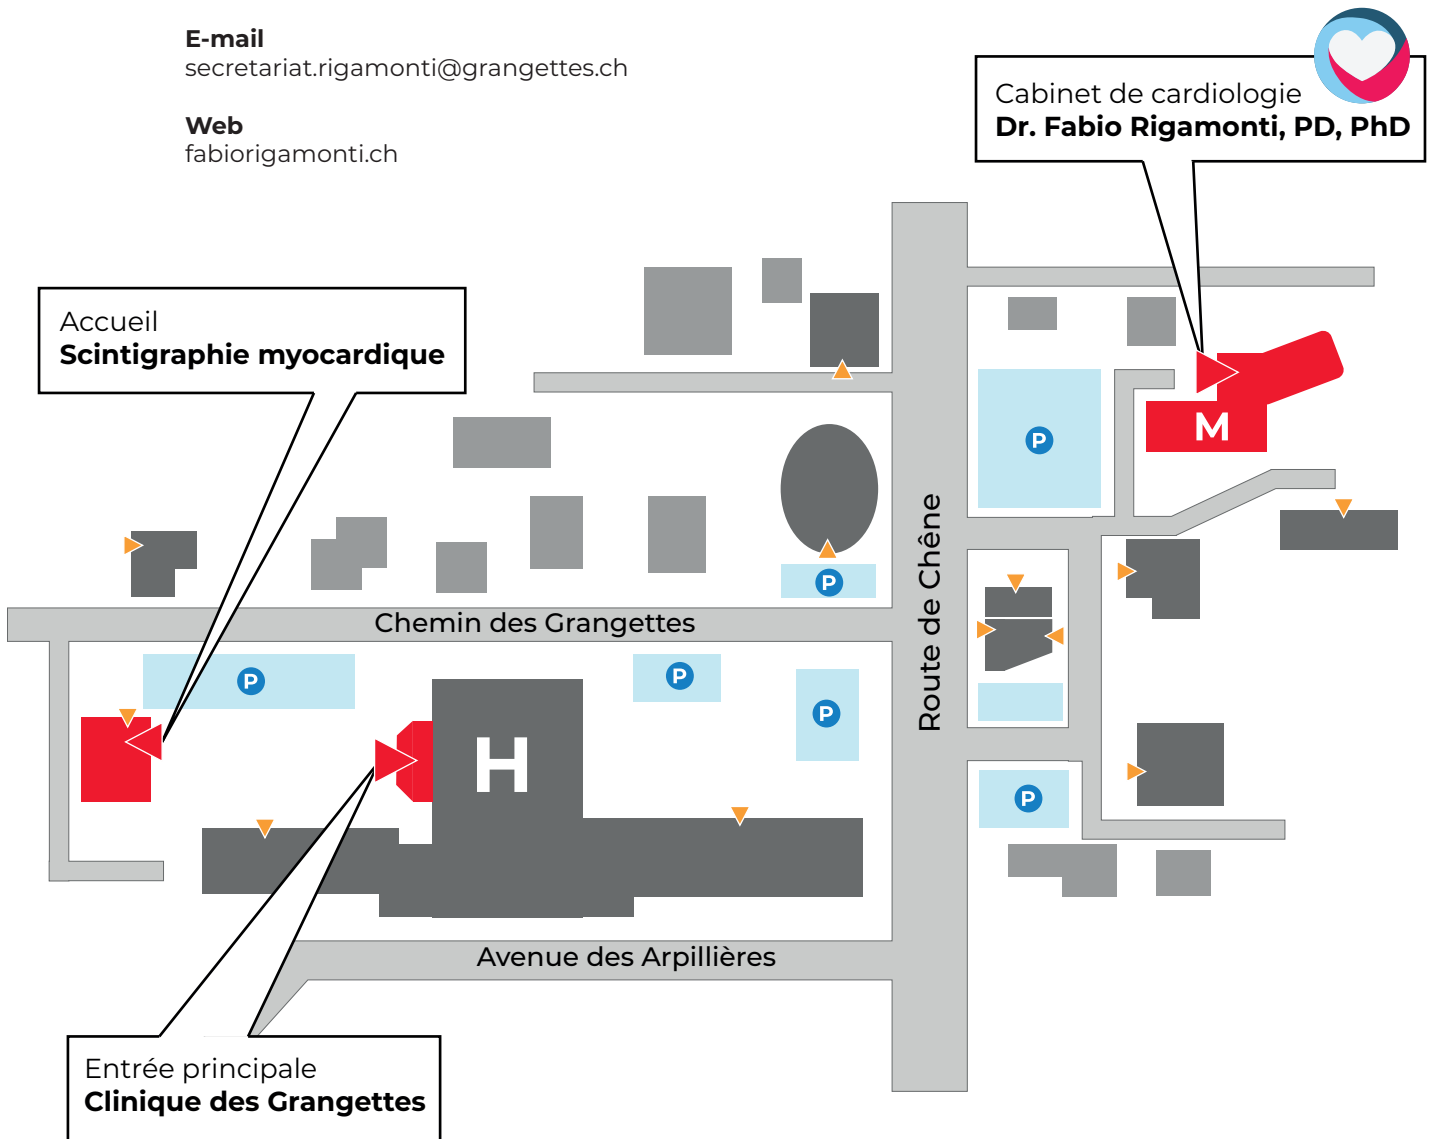 E-mail
secretariat.rigamonti@grangettes.ch
Web
fabiorigamonti.ch
Cabinet de cardiologie
Dr. Fabio Rigamonti, PD, PhD
Accueil
Scintigraphie myocardique
M
P
P
Route de Chêne
Chemin des Grangettes
P
P
P
H
P
Avenue des Arpillières
Entrée principale
Clinique des Grangettes